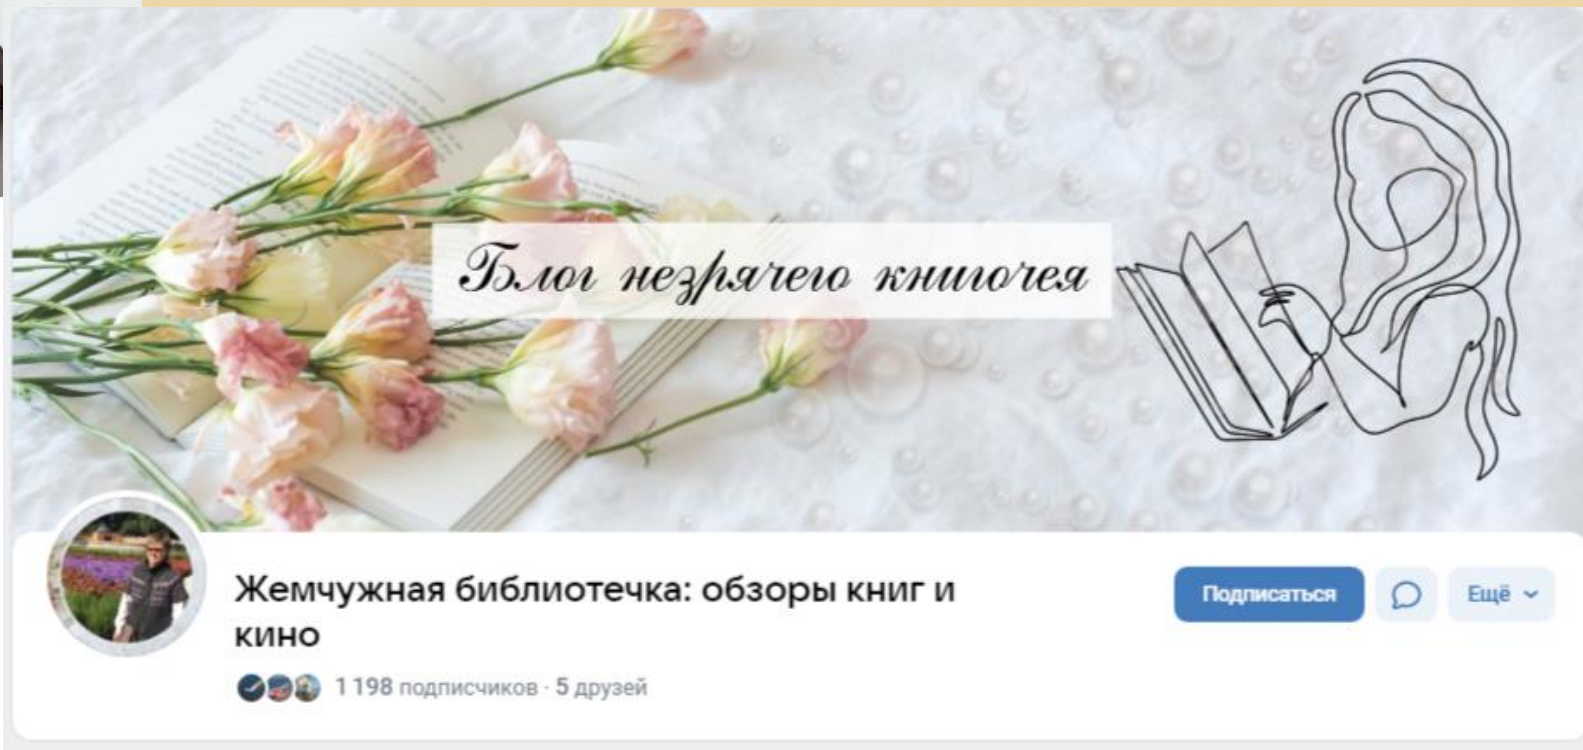 Блог незрячего книгочея
Жемчужная библиотечка: обзоры книг и
кино
1 198 подписчиков · 5 друзей
Подписаться
Ещё